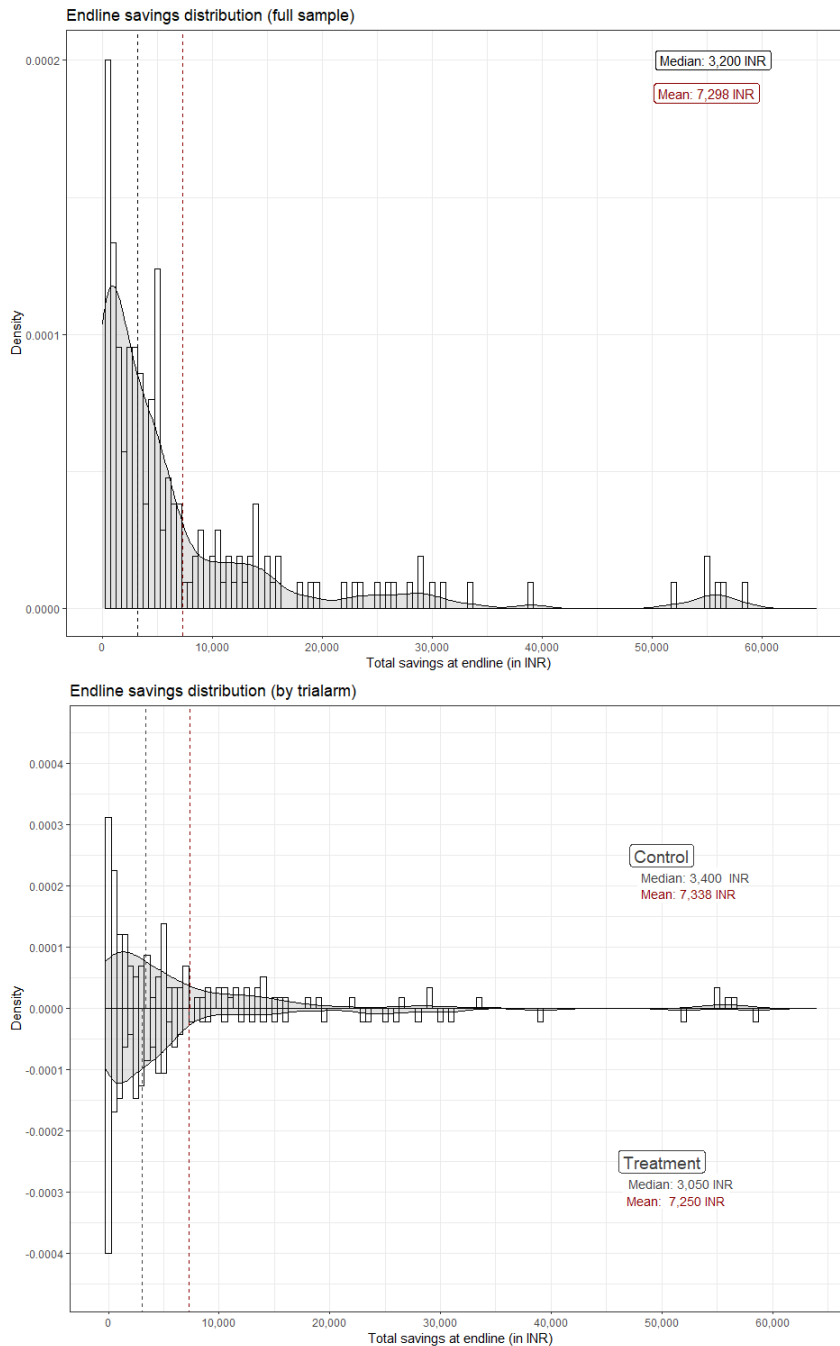 Endline savings distribution (full sample)
Median: 3,200 INR
Mean: 7,298 INR
0.0002
0.0001
0.0000
Density
0
10,000
20,000
30,000
40,000
50,000
60,000
Total savings at endline (in INR)
Endline savings distribution (by trialarm)
0.0004
0.0003
0.0002
0.0001
0.0000
-0.0001
-0.0002
-0.0003
-0.0004
Density
Control
Median: 3,400 INR
Mean: 7,338 INR
Treatment
Median: 3,050 INR
Mean: 7,250 INR
0
10,000
20,000
30,000
40,000
50,000
60,000
Total savings at endline (in INR)